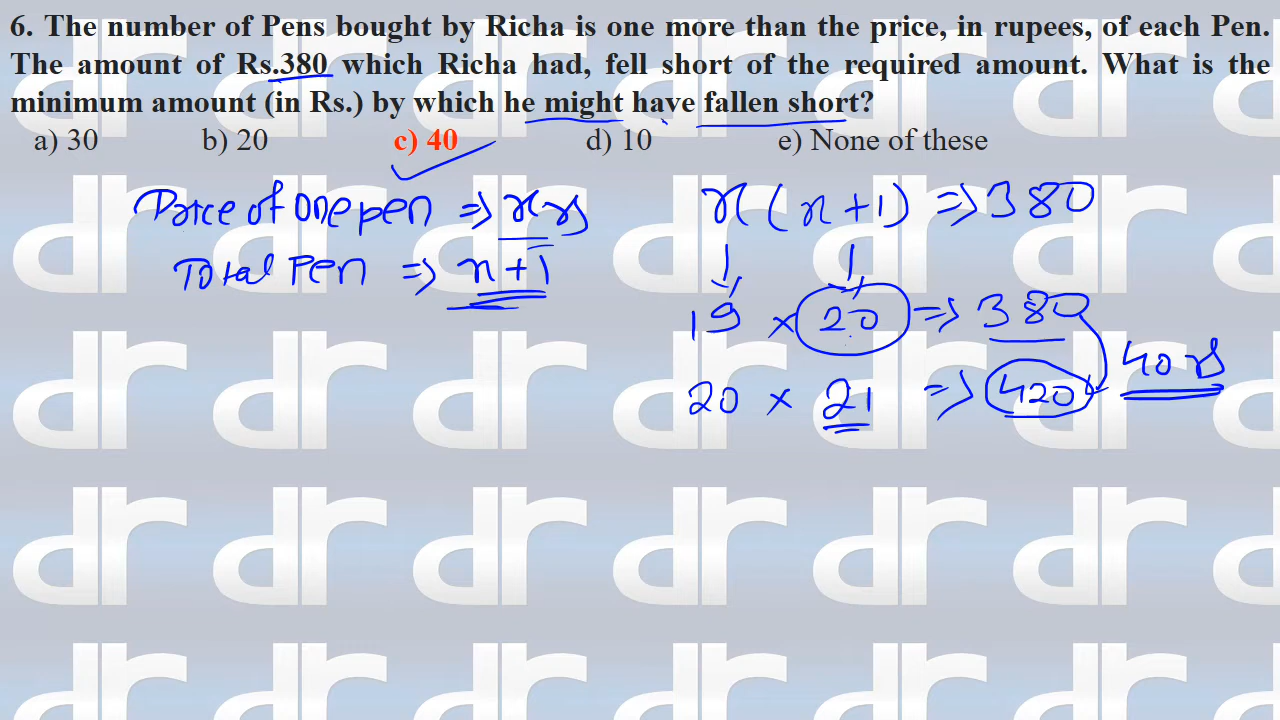 6. The number of Pens bought by Richa is one more than the price, in rupees, of each Pen.
The amount of Rs.380 which Richa had, fell short of the required amount. What is the
minimum amount (in Rs.) by which he might have fallen short?
a) 30 b) 20 c) 40 d) 10 e) None of these
Price of one pen => x rs
Total Pen => x + 1
x (x + 1) => 380
19 × 20 => 380
20 × 21 => 420
40 rs